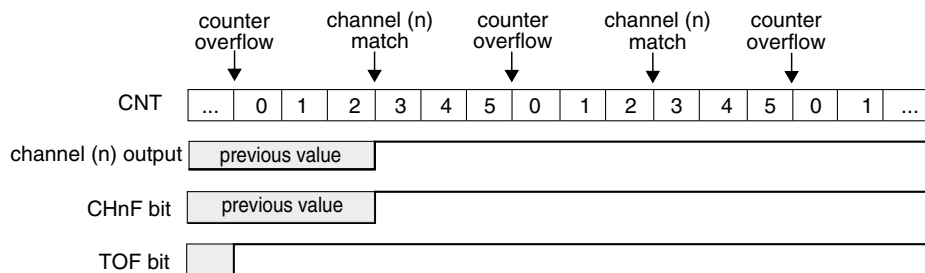 counter overflow
channel (n) match
counter overflow
channel (n) match
counter overflow
CNT ... 0 1 2 3 4 5 0 1 2 3 4 5 0 1 ...
channel (n) output previous value
CHnF bit previous value
TOF bit